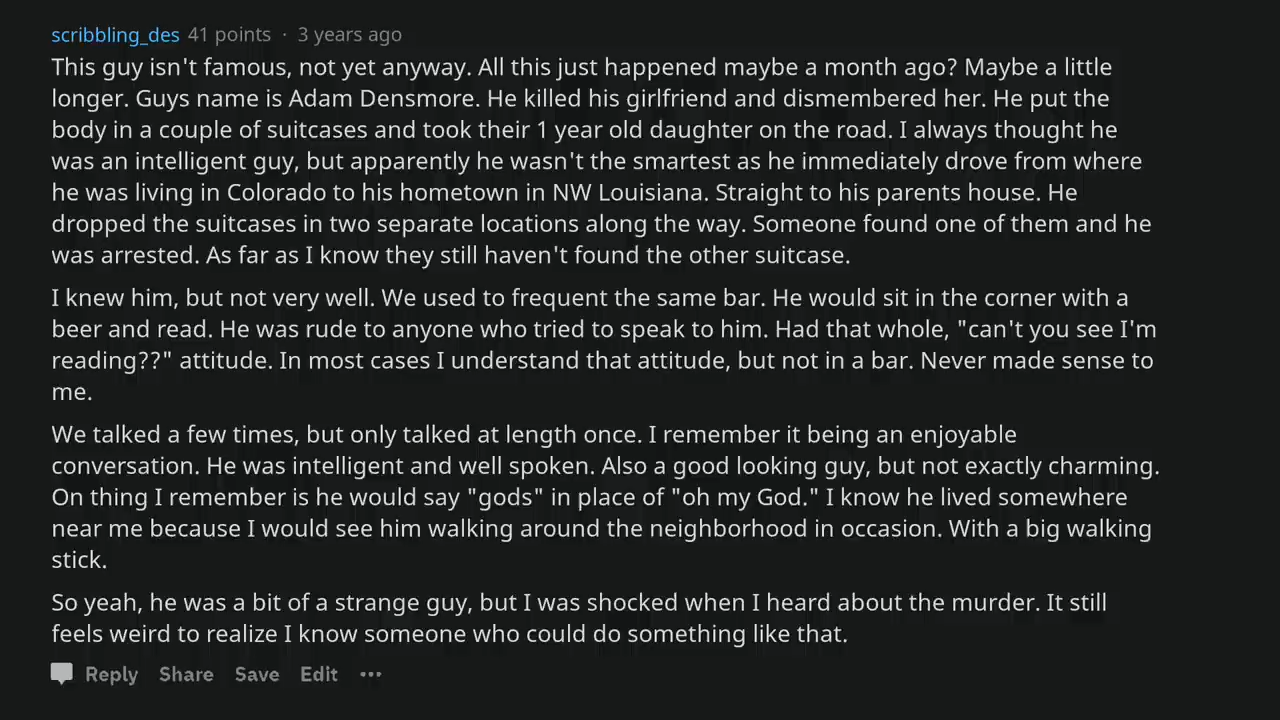 scribbling_des 41 points · 3 years ago
This guy isn't famous, not yet anyway. All this just happened maybe a month ago? Maybe a little
longer. Guys name is Adam Densmore. He killed his girlfriend and dismembered her. He put the
body in a couple of suitcases and took their 1 year old daughter on the road. I always thought he
was an intelligent guy, but apparently he wasn't the smartest as he immediately drove from where
he was living in Colorado to his hometown in NW Louisiana. Straight to his parents house. He
dropped the suitcases in two separate locations along the way. Someone found one of them and he
was arrested. As far as I know they still haven't found the other suitcase.
I knew him, but not very well. We used to frequent the same bar. He would sit in the corner with a
beer and read. He was rude to anyone who tried to speak to him. Had that whole, "can't you see I'm
reading??" attitude. In most cases I understand that attitude, but not in a bar. Never made sense to
me.
We talked a few times, but only talked at length once. I remember it being an enjoyable
conversation. He was intelligent and well spoken. Also a good looking guy, but not exactly charming.
On thing I remember is he would say "gods" in place of "oh my God." I know he lived somewhere
near me because I would see him walking around the neighborhood in occasion. With a big walking
stick.
So yeah, he was a bit of a strange guy, but I was shocked when I heard about the murder. It still
feels weird to realize I know someone who could do something like that.
Reply Share Save Edit ···